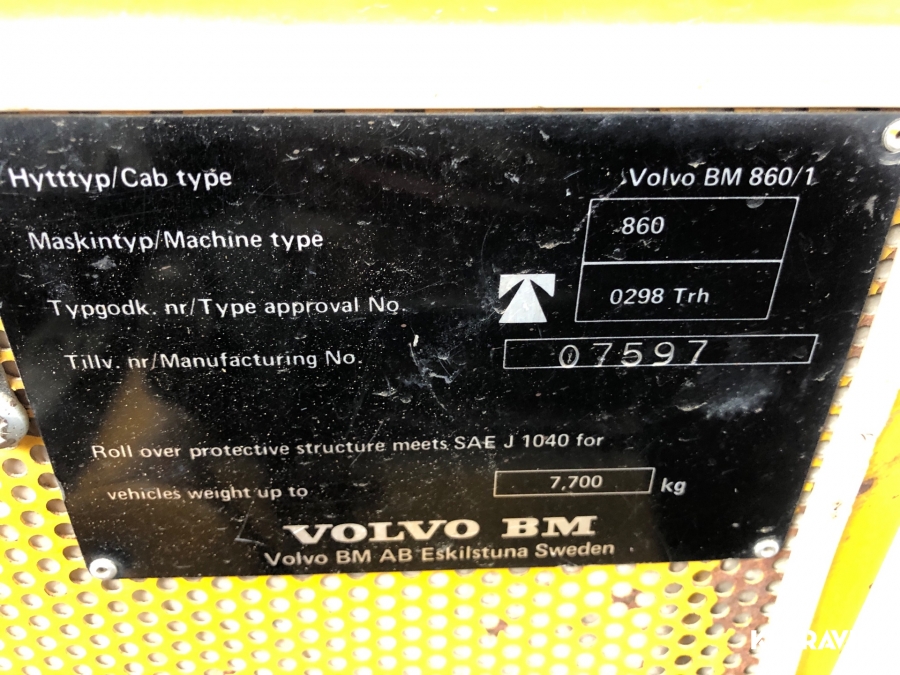 Hytttyp/Cab type Volvo BM 860/1
Maskintyp/Machine type 860
Typgodk. nr/Type approval No. 0298 Trh
Tillv. nr/Manufacturing No. 07597
Roll over protective structure meets SAE J 1040 for
vehicles weight up to 7,700 kg
VOLVO BM
Volvo BM AB Eskilstuna Sweden